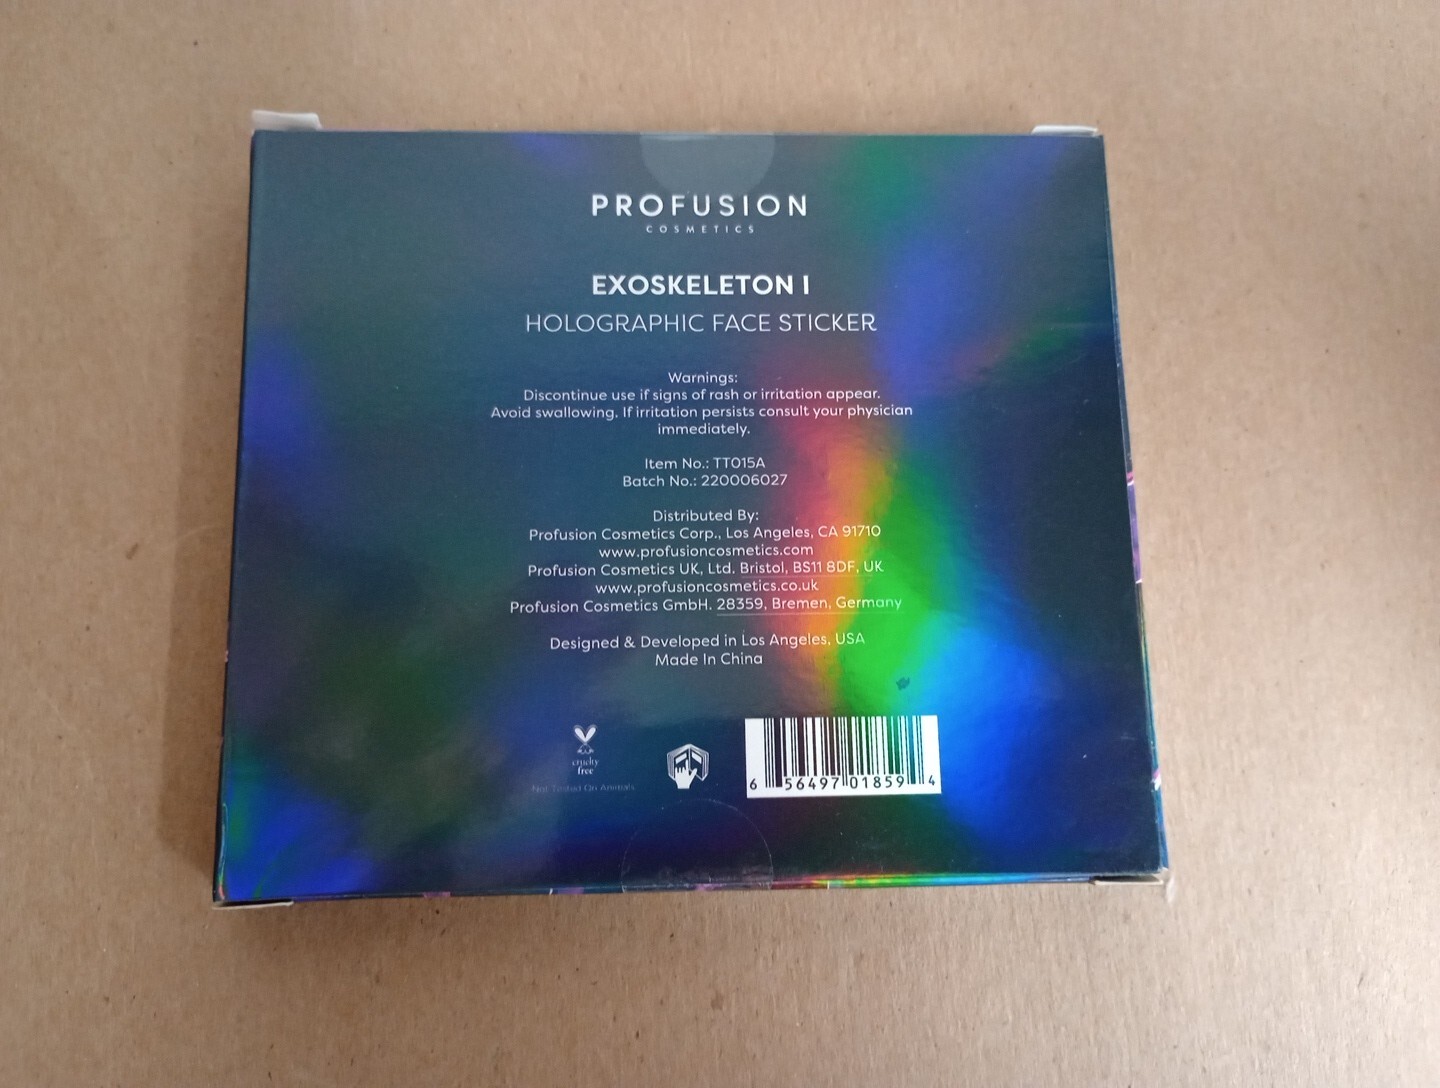 PROFUSION
COSMETICS
EXOSKELETON I
HOLOGRAPHIC FACE STICKER
Warnings:
Discontinue use if signs of rash or irritation appear.
Avoid swallowing. If irritation persists consult your physician
immediately.
Item No.: TT015A
Batch No.: 220006027
Distributed By:
Profusion Cosmetics Corp., Los Angeles, CA 91710
www.profusioncosmetics.com
Profusion Cosmetics UK, Ltd. Bristol, BS11 8DF, UK
www.profusioncosmetics.co.uk
Profusion Cosmetics GmbH. 28359, Bremen, Germany
Designed & Developed in Los Angeles, USA
Made In China
cruelty
free
Not Tested On Animals
6 56497 01859 4